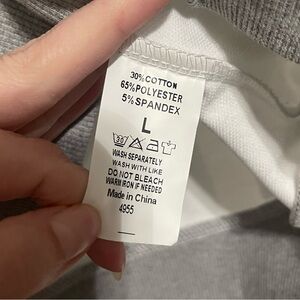 30%COTTON
65%POLYESTER
5%SPANDEX
L
WASH SEPARATELY
WASH WITH LIKE
DO NOT BLEACH
WARM IRON IF NEEDED
Made in China
4955